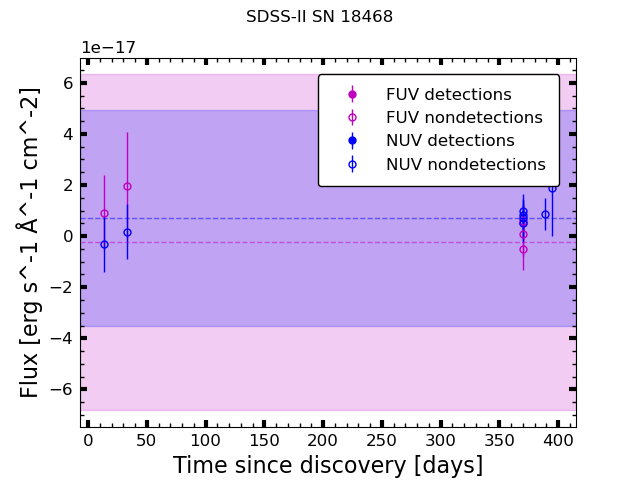 SDSS-II SN 18468
1e−17
FUV detections
FUV nondetections
NUV detections
NUV nondetections
6
4
2
0
−2
−4
−6
Flux [erg s^-1 Å^-1 cm^-2]
0 50 100 150 200 250 300 350 400
Time since discovery [days]